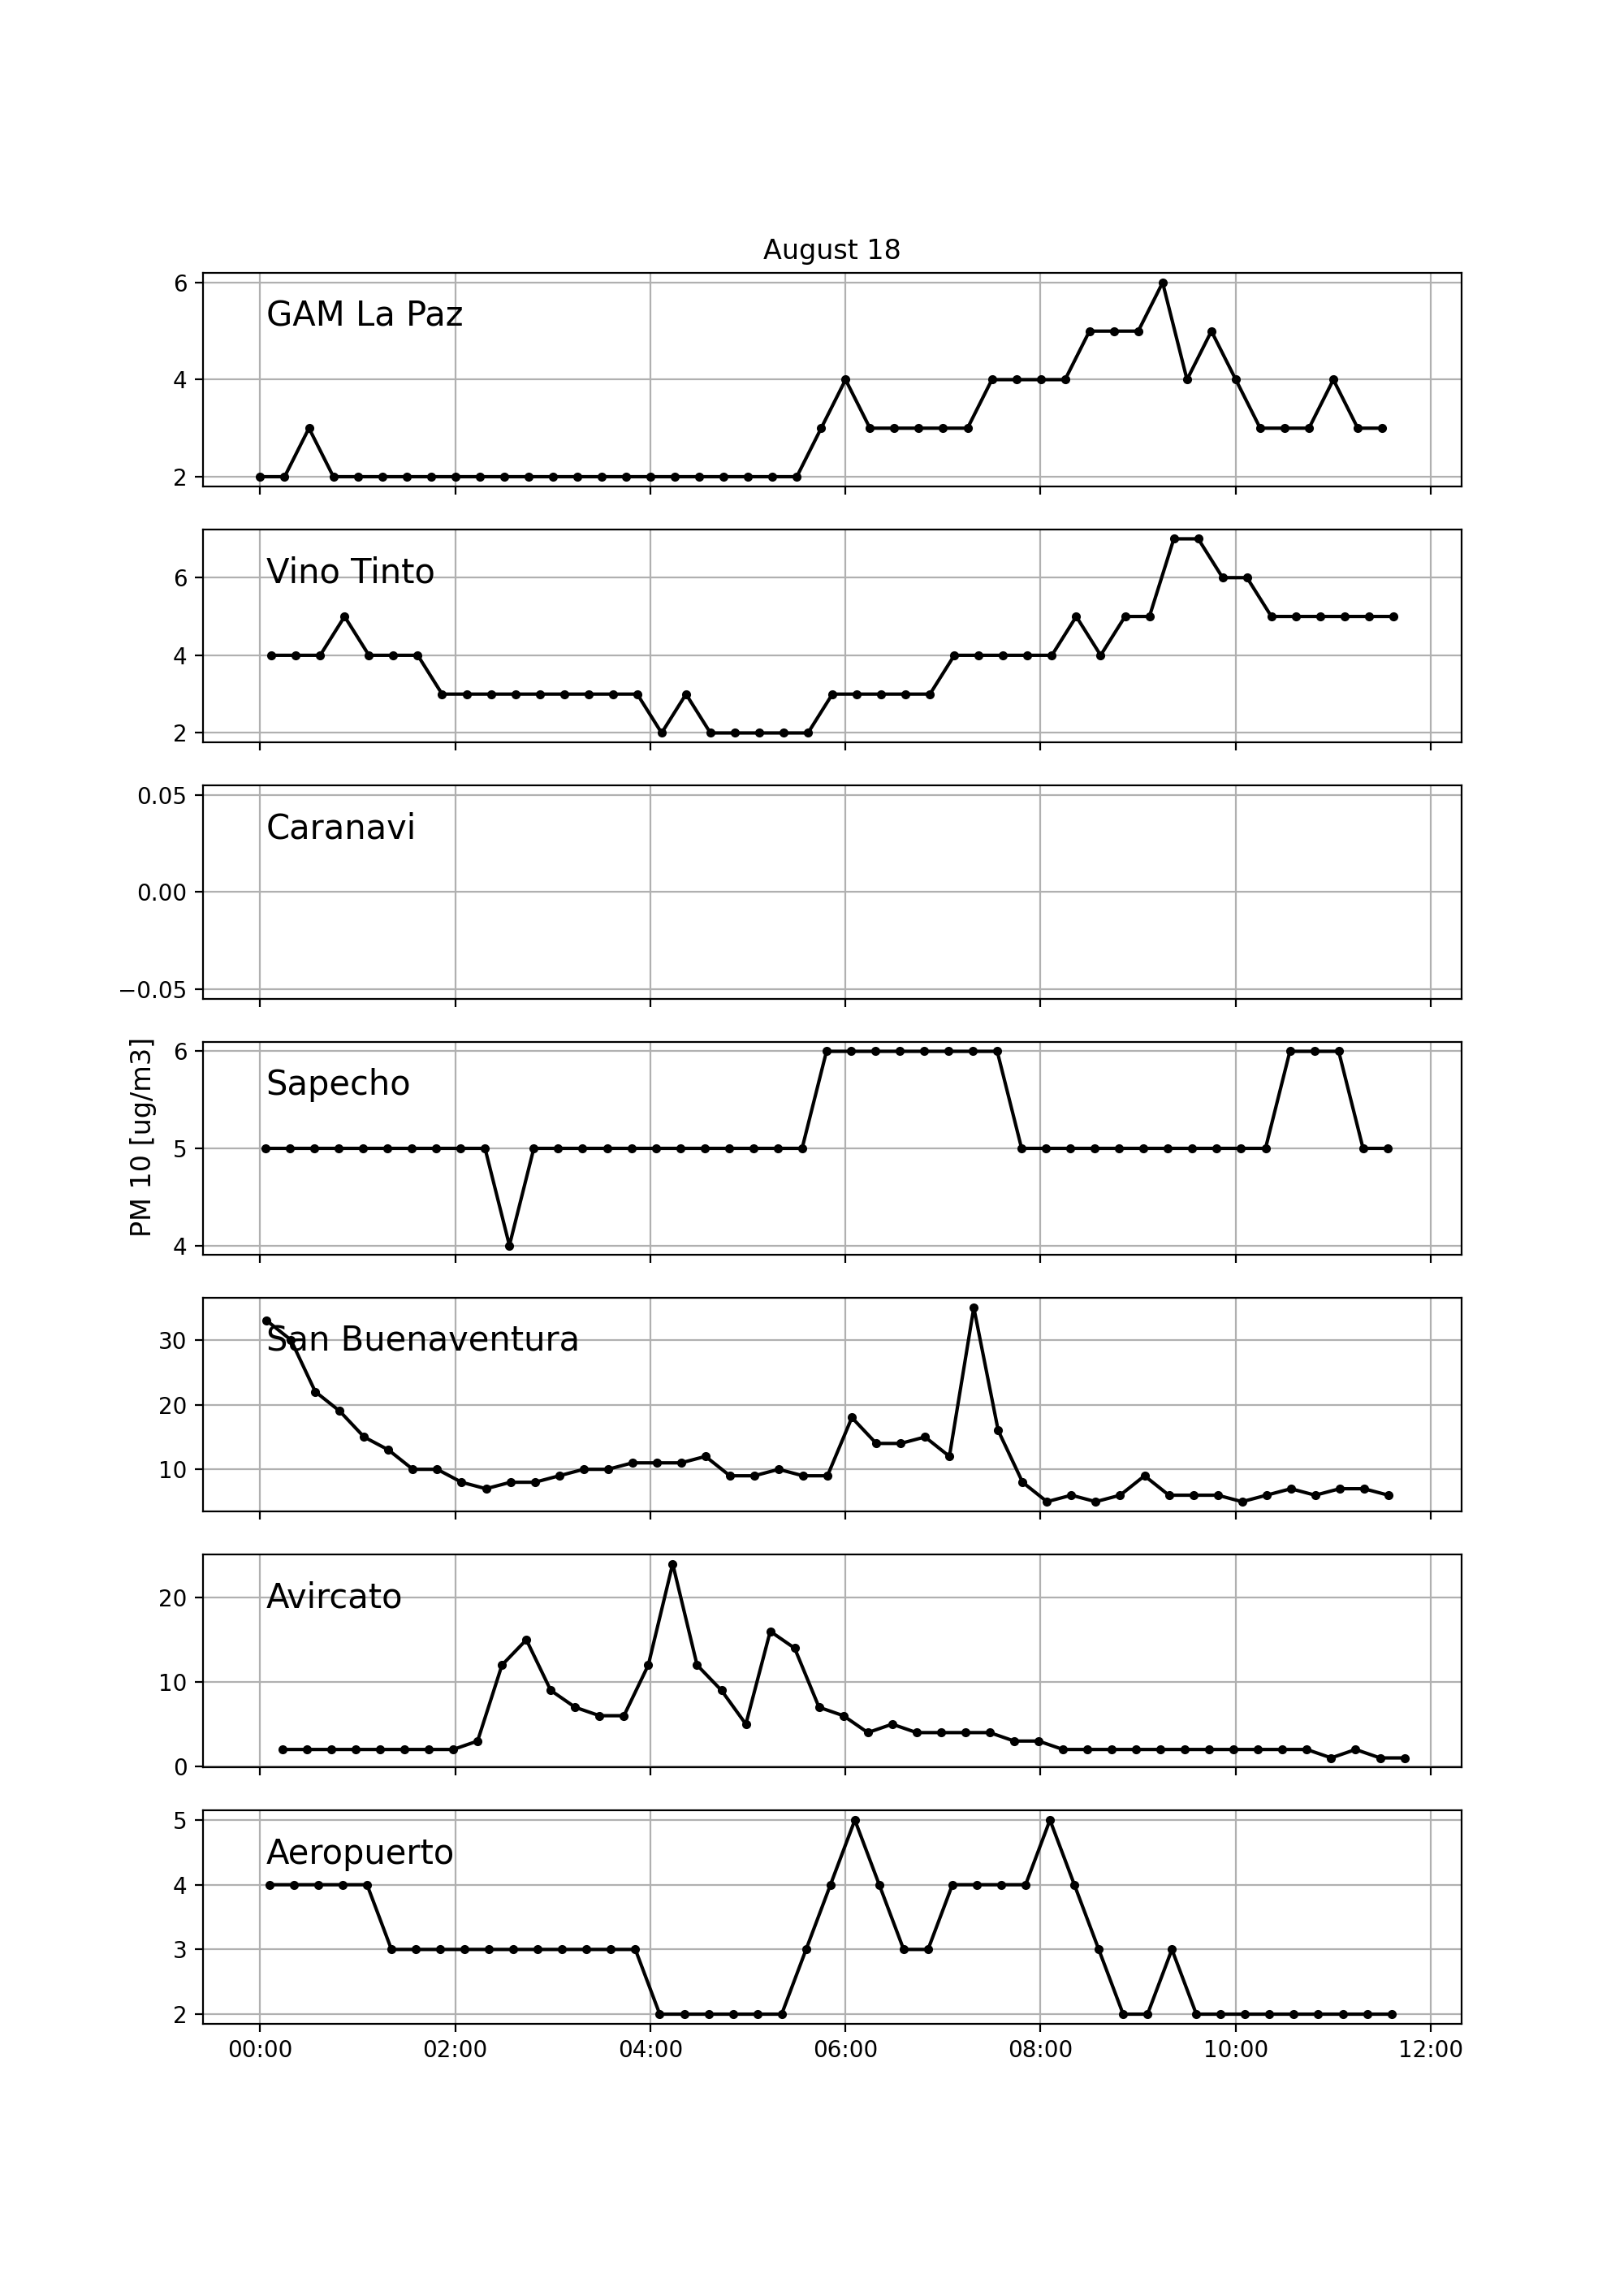 August 18
6
4
2
GAM La Paz
6
4
2
Vino Tinto
0.05
0.00
−0.05
Caranavi
PM 10 [ug/m3]
6
5
4
Sapecho
30
20
10
San Buenaventura
20
10
0
Avircato
5
4
3
2
Aeropuerto
00:00 02:00 04:00 06:00 08:00 10:00 12:00